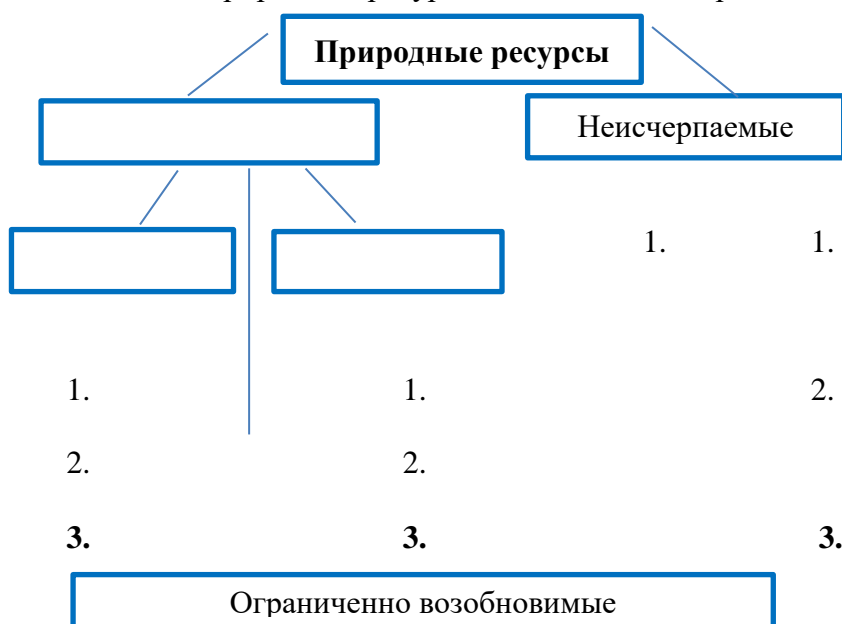 Природные ресурсы
Неисчерпаемые
1. 1.
1. 1. 2.
2. 2.
3. 3. 3.
Ограниченно возобновимые